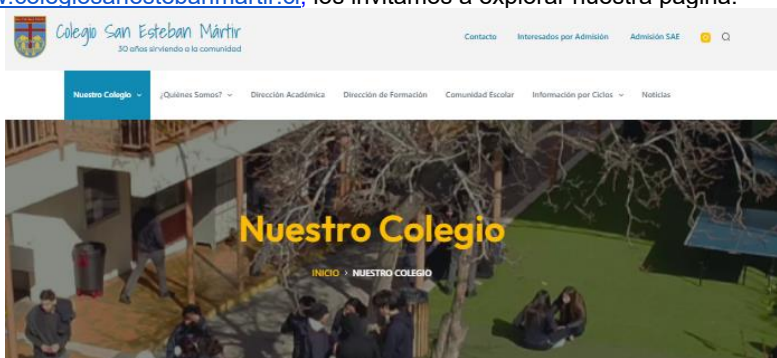 w.colegiosanestebanmartir.cl, los invitamos a explorar nuestra página.
Colegio San Esteban Mártir
30 años sirviendo a la comunidad
Contacto Interesados por Admisión Admisión SAE
Nuestro Colegio ¿Quiénes Somos? Dirección Académica Dirección de Formación Comunidad Escolar Información por Ciclos Noticias
Nuestro Colegio
INICIO > NUESTRO COLEGIO